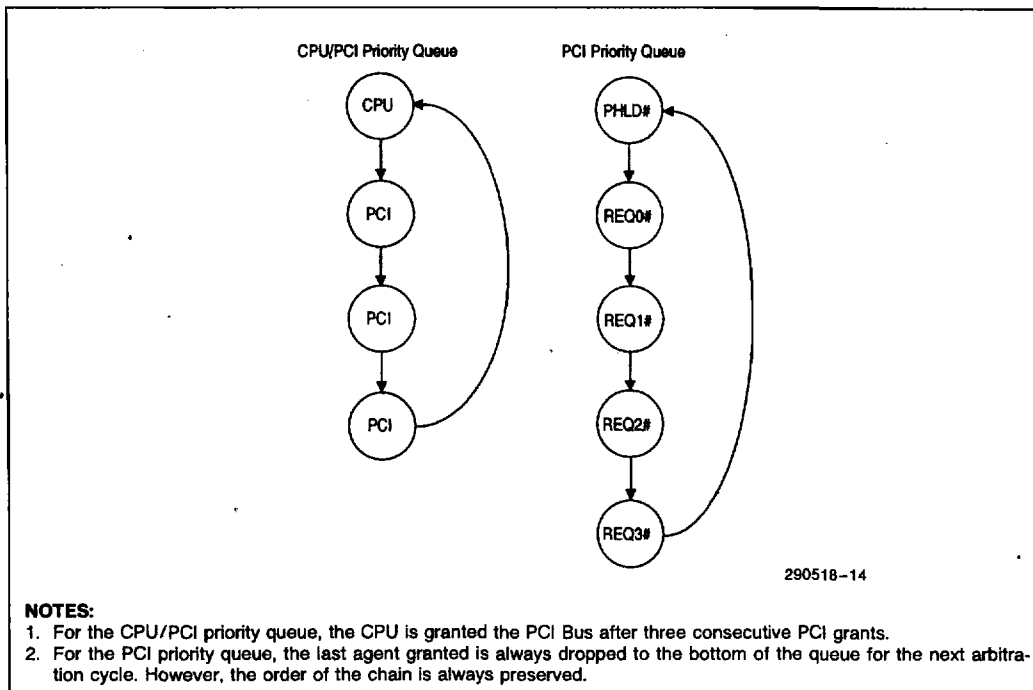 CPU/PCI Priority Queue
CPU
PCI
PCI
PCI
PCI Priority Queue
PHLD#
REQ0#
REQ1#
REQ2#
REQ3#
290518-14
NOTES:
1. For the CPU/PCI priority queue, the CPU is granted the PCI Bus after three consecutive PCI grants.
2. For the PCI priority queue, the last agent granted is always dropped to the bottom of the queue for the next arbitra-
tion cycle. However, the order of the chain is always preserved.